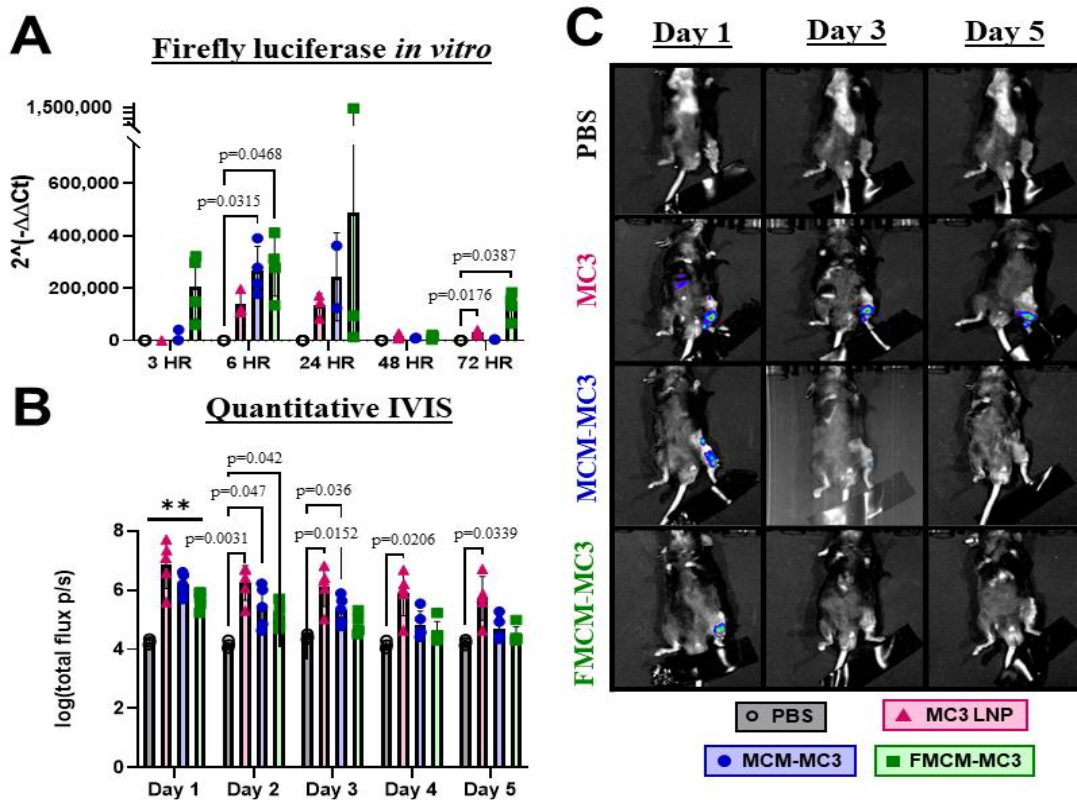 A
Firefly luciferase in vitro
1,500,000
600,000
400,000
200,000
0
2^(-ΔΔCt)
p=0.0468
p=0.0315
p=0.0387
p=0.0176
3 HR
6 HR
24 HR
48 HR
72 HR
B
Quantitative IVIS
8
6
4
2
0
log(total flux p/s)
**
p=0.042
p=0.047
p=0.0031
p=0.036
p=0.0152
p=0.0206
p=0.0339
Day 1
Day 2
Day 3
Day 4
Day 5
C
Day 1
Day 3
Day 5
PBS
MC3
MCM-MC3
FMCM-MC3
PBS
MC3 LNP
MCM-MC3
FMCM-MC3